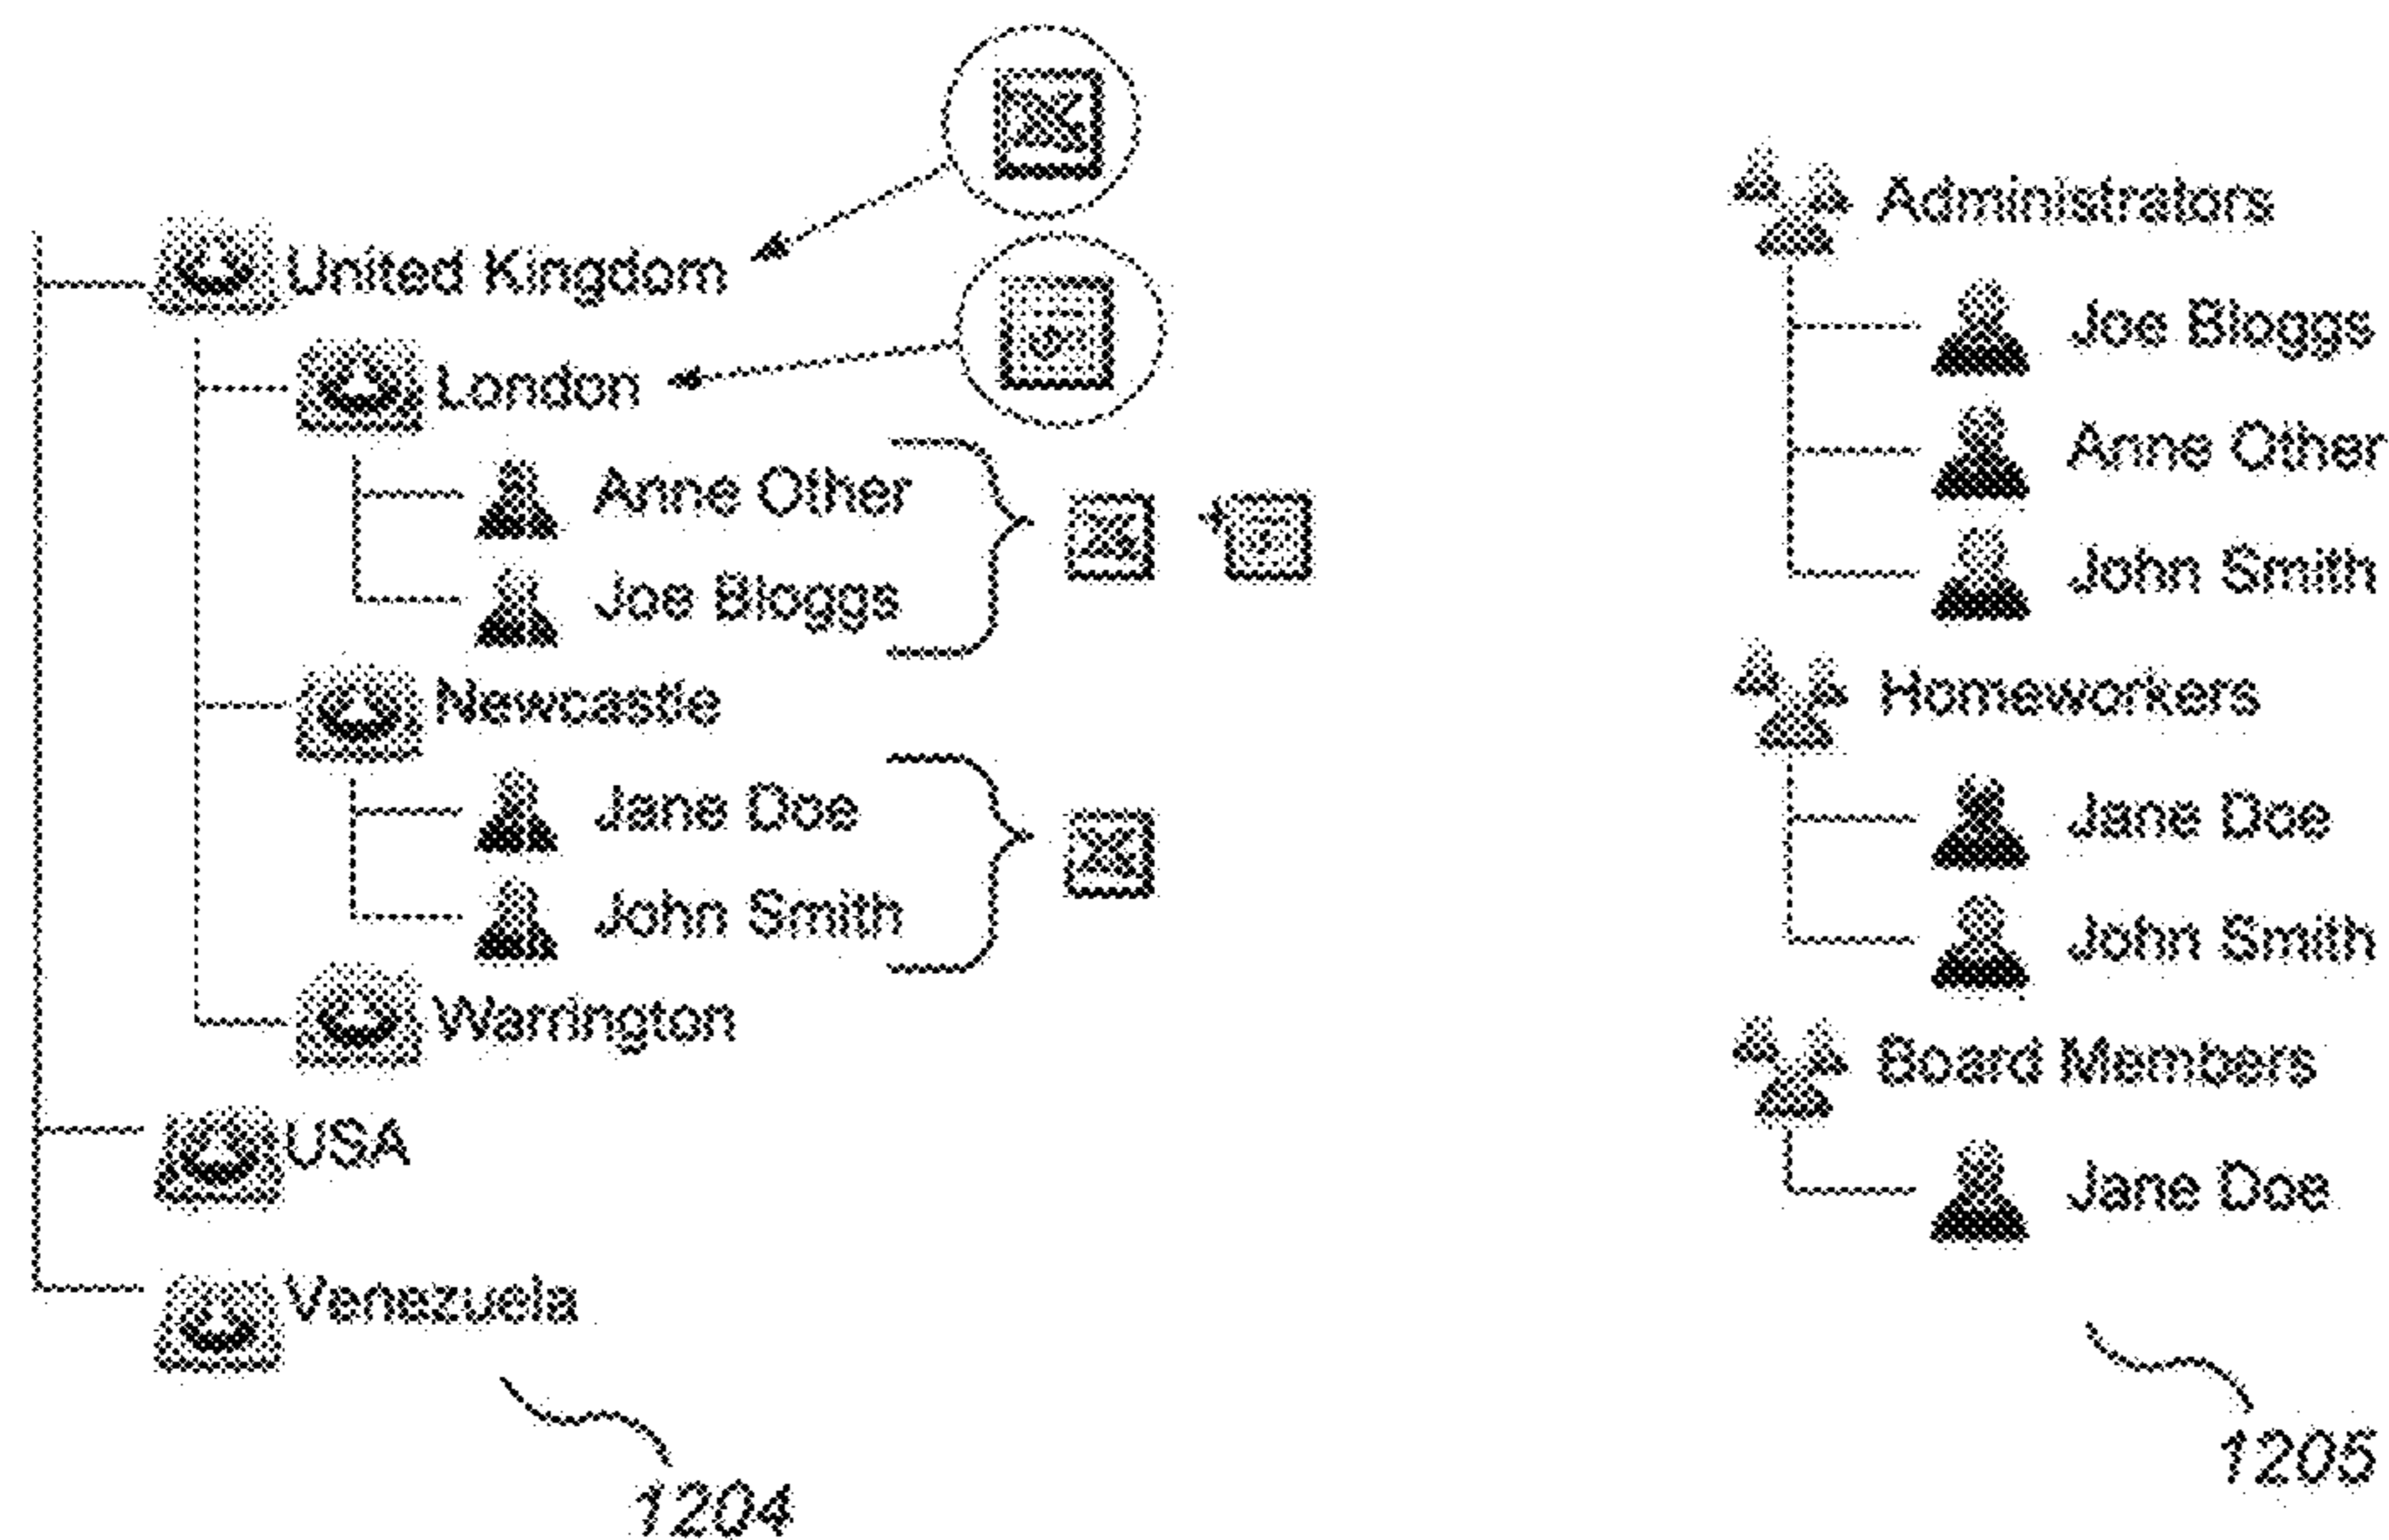 United Kingdom
London
Anne Other
Joe Bloggs
Newcastle
Jane Doe
John Smith
Warrington
USA
Venezuela
1204
Administrators
Joe Bloggs
Anne Other
John Smith
Homeworkers
Jane Doe
John Smith
Board Members
Jane Doe
1205